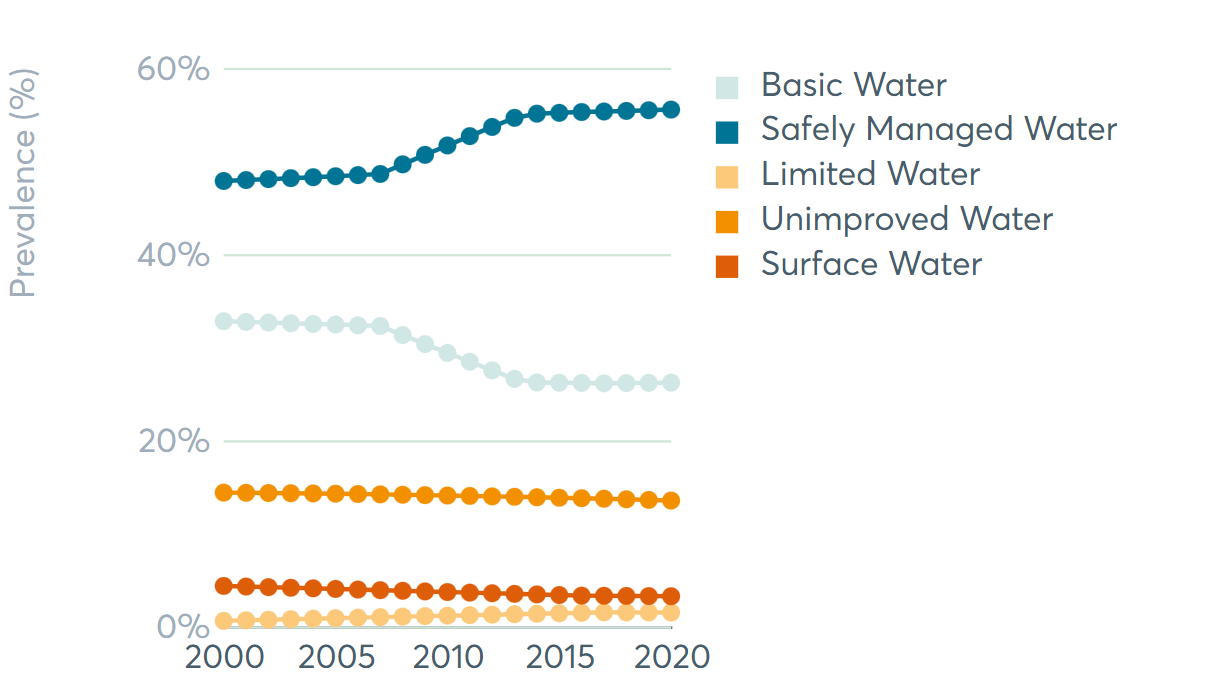 Prevalence (%)
60%
40%
20%
0%
2000 2005 2010 2015 2020
Basic Water
Safely Managed Water
Limited Water
Unimproved Water
Surface Water